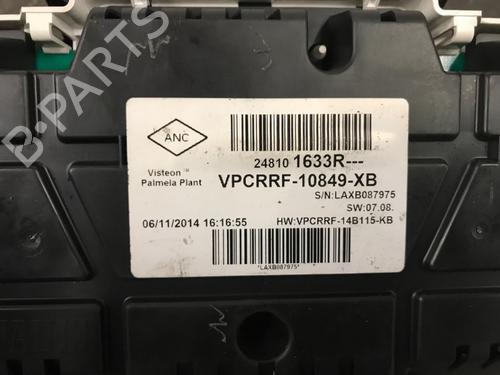 B-PARTS
ANC
24810 1633R---
Visteon
Palmela Plant
VPCRRF-10849-XB
S/N:LAXB087975
SW:07.08.
06/11/2014 16:16:55
HW:VPCRRF-14B115-KB
*LAXB087975*